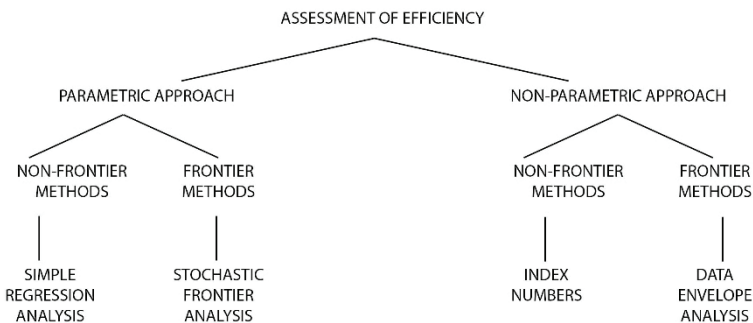 ASSESSMENT OF EFFICIENCY
PARAMETRIC APPROACH
NON-PARAMETRIC APPROACH
NON-FRONTIER
METHODS
FRONTIER
METHODS
NON-FRONTIER
METHODS
FRONTIER
METHODS
SIMPLE
REGRESSION
ANALYSIS
STOCHASTIC
FRONTIER
ANALYSIS
INDEX
NUMBERS
DATA
ENVELOPE
ANALYSIS